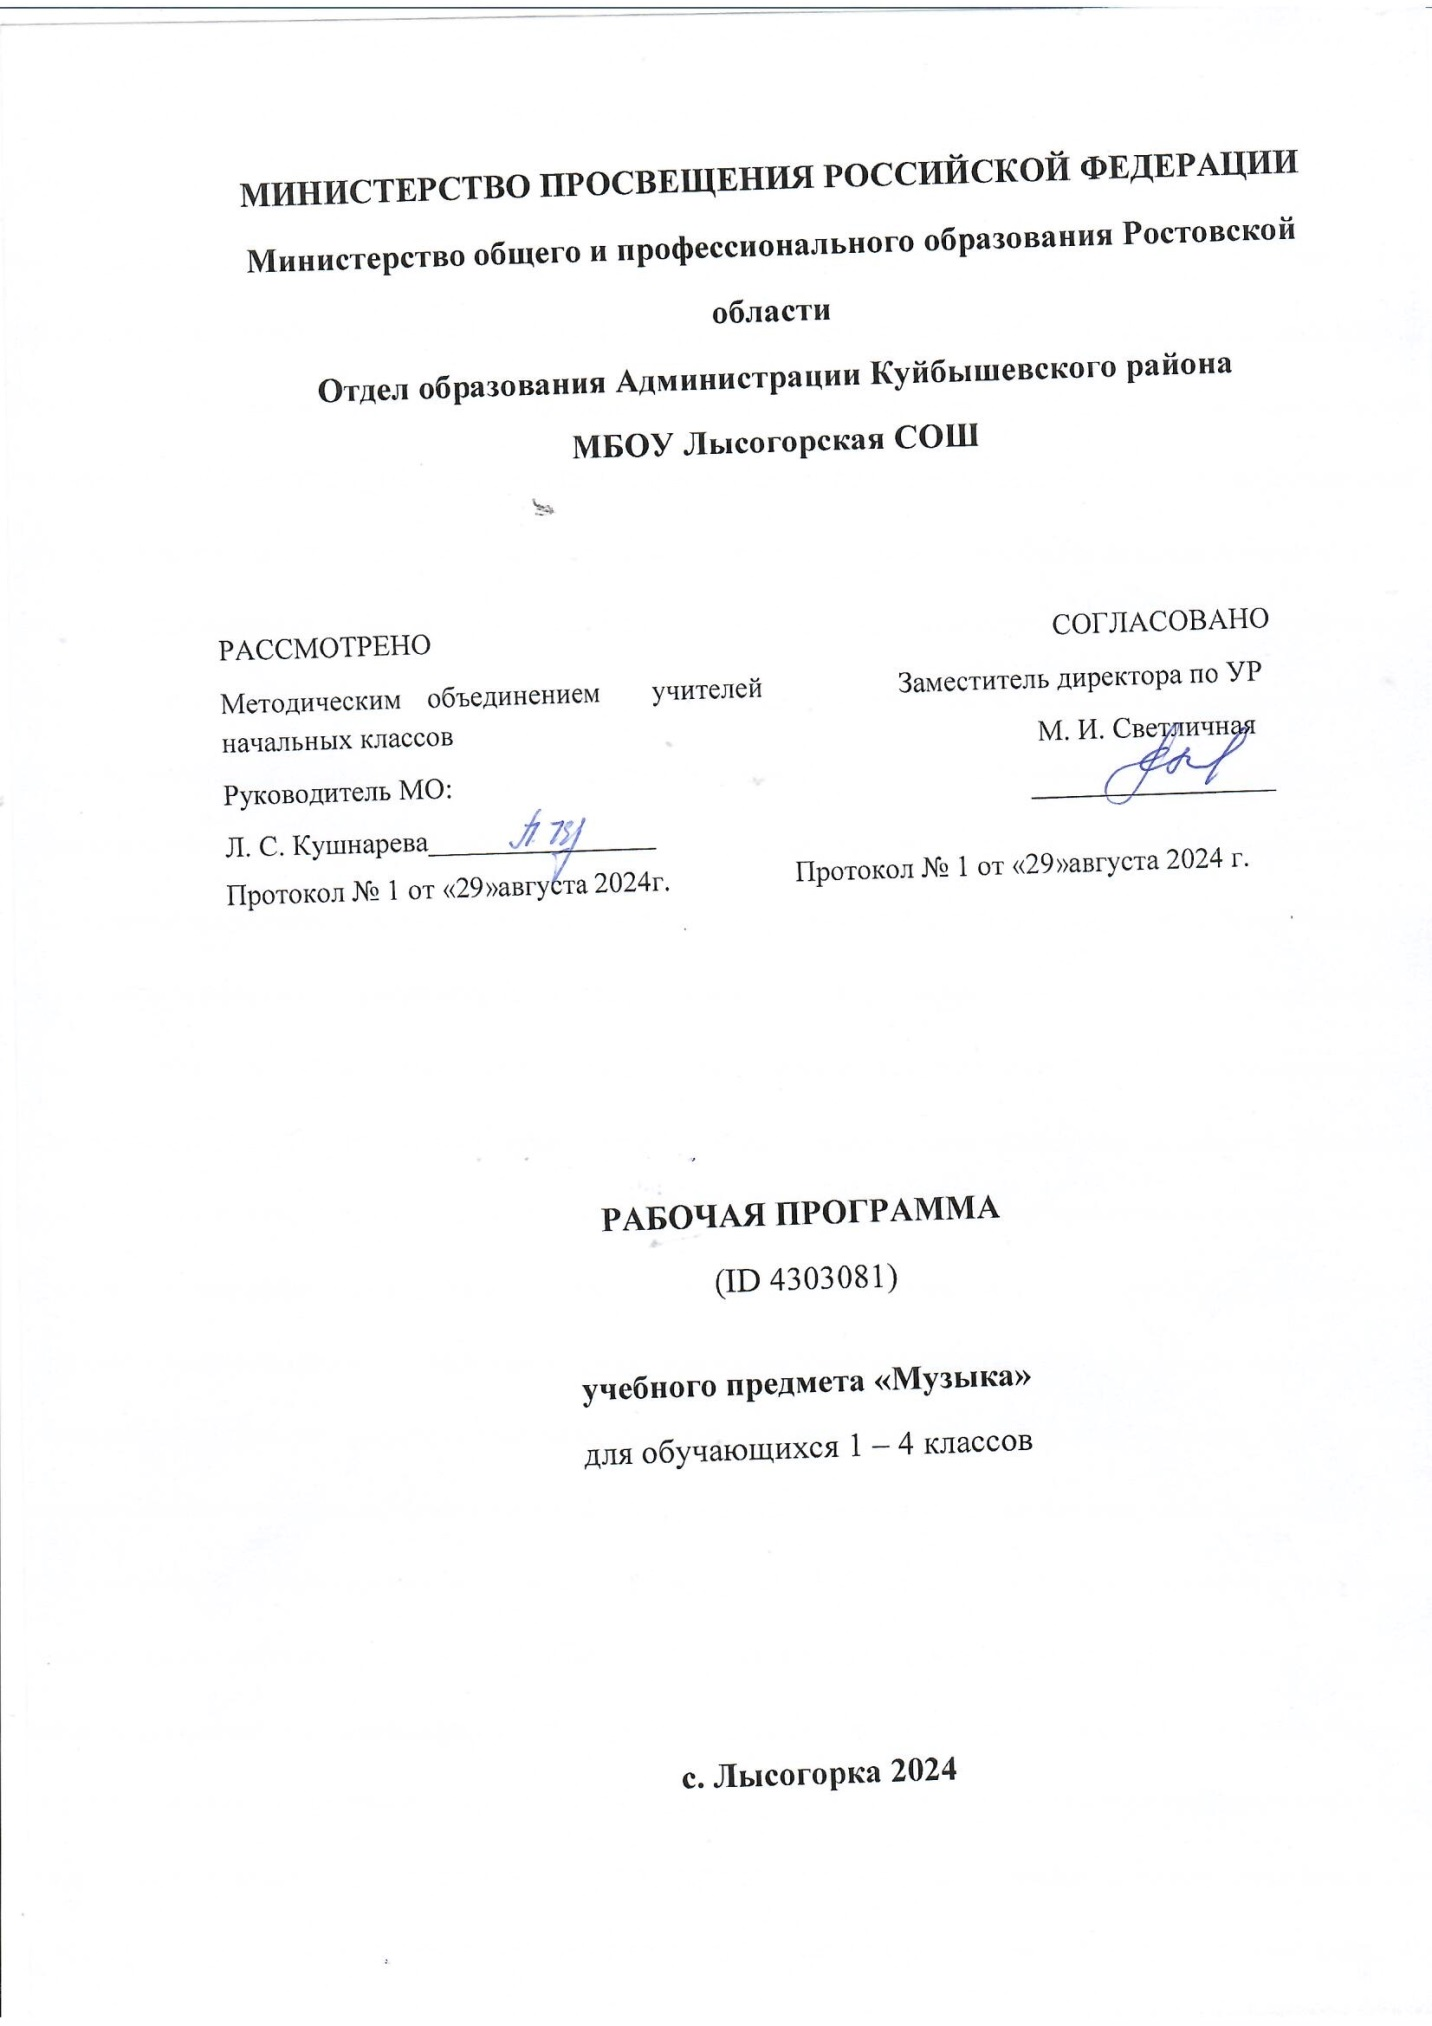 МИНИСТЕРСТВО ПРОСВЕЩЕНИЯ РОССИЙСКОЙ ФЕДЕРАЦИИ
Министерство общего и профессионального образования Ростовской
области
Отдел образования Администрации Куйбышевского района
МБОУ Лысогорская СОШ
РАССМОТРЕНО
Методическим объединением учителей
начальных классов
Руководитель МО:
Л. С. Кушнарева________________
Протокол № 1 от «29»августа 2024г.
СОГЛАСОВАНО
Заместитель директора по УР
М. И. Светличная
_________________
Протокол № 1 от «29»августа 2024 г.
РАБОЧАЯ ПРОГРАММА
(ID 4303081)
учебного предмета «Музыка»
для обучающихся 1 – 4 классов
с. Лысогорка 2024